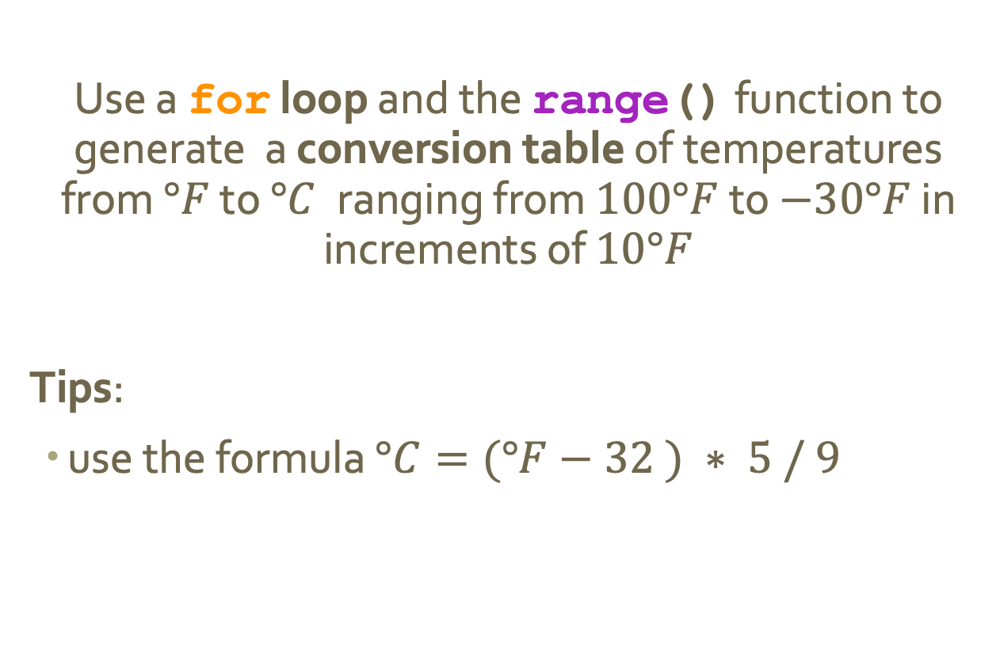 Use a for loop and the range() function to
generate a conversion table of temperatures
from °F to °C ranging from 100°F to −30°F in
increments of 10°F
Tips:
• use the formula °C = (°F − 32 ) * 5 / 9